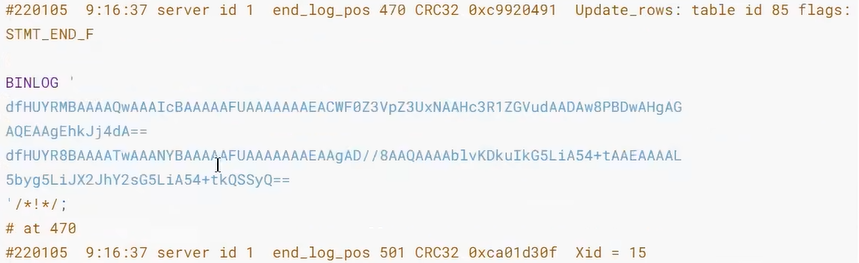 #220105  9:16:37 server id 1  end_log_pos 470 CRC32 0xc9920491  Update_rows: table id 85 flags:
STMT_END_F
BINLOG '
dfHUYRMBAAAAQwAAAIcBAAAAAFUAAAAAAAEACWF0Z3VpZ3UxNAAHc3R1ZGVudAADAw8PBDwAHgAG
AQEAAgEhkJj4dA==
dfHUYR8BAAAATwAAANYBAAAAAFUAAAAAAAEAAgAD//8AAQAAAAblvKDkuIkG5LiA54+tAAEAAAAL
5byg5LiJX2JhY2sG5LiA54+tkQSSyQ==
'/*!*/;
# at 470
#220105  9:16:37 server id 1  end_log_pos 501 CRC32 0xca01d30f  Xid = 15